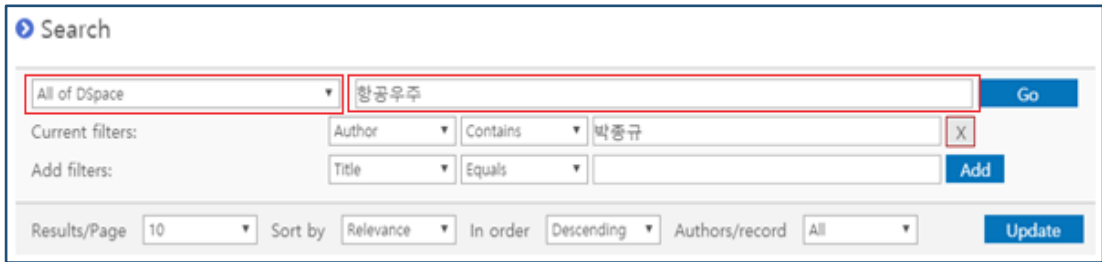 Search
All of DSpace 항공우주 Go
Current filters: Author Contains 박종규 X
Add filters: Title Equals Add
Results/Page 10 Sort by Relevance In order Descending Authors/record All Update